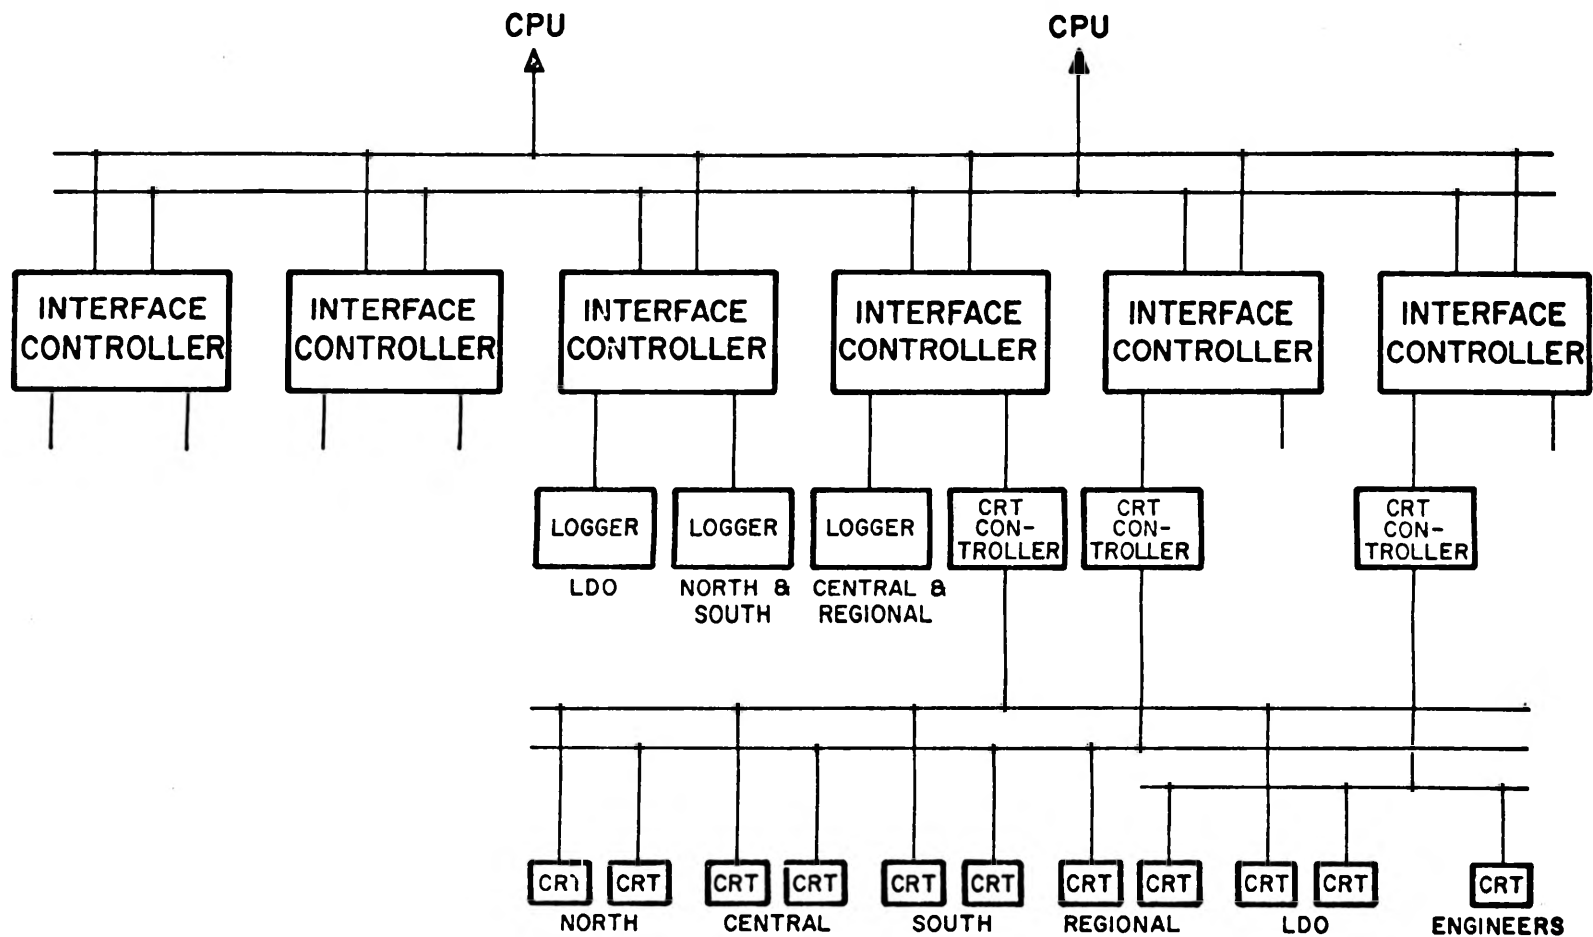 CPU
CPU
INTERFACE
CONTROLLER
INTERFACE
CONTROLLER
INTERFACE
CONTROLLER
INTERFACE
CONTROLLER
INTERFACE
CONTROLLER
INTERFACE
CONTROLLER
LOGGER
LDO
LOGGER
NORTH &
SOUTH
LOGGER
CENTRAL &
REGIONAL
CRT
CON-
TROLLER
CRT
CON-
TROLLER
CRT
CON-
TROLLER
CRT
CRT
NORTH
CRT
CRT
CENTRAL
CRT
CRT
SOUTH
CRT
CRT
REGIONAL
CRT
CRT
LDO
CRT
ENGINEERS